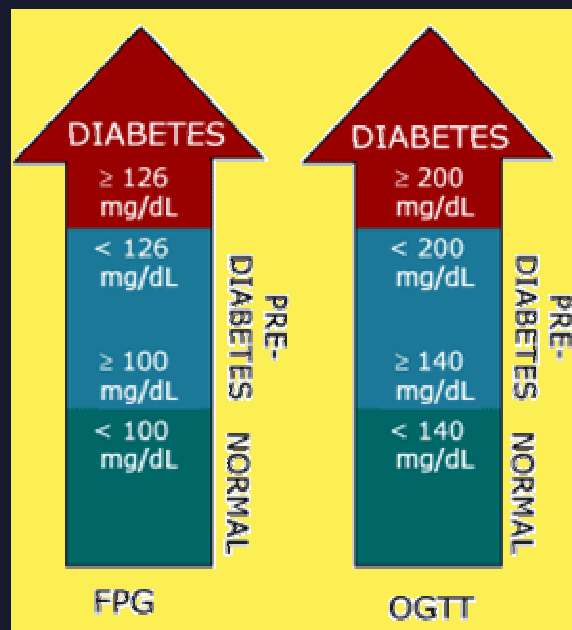 DIABETES
≥ 126
mg/dL
< 126
mg/dL
≥ 100
mg/dL
< 100
mg/dL
PRE-
DIABETES
NORMAL
FPG
DIABETES
≥ 200
mg/dL
< 200
mg/dL
≥ 140
mg/dL
< 140
mg/dL
PRE-
DIABETES
NORMAL
OGTT